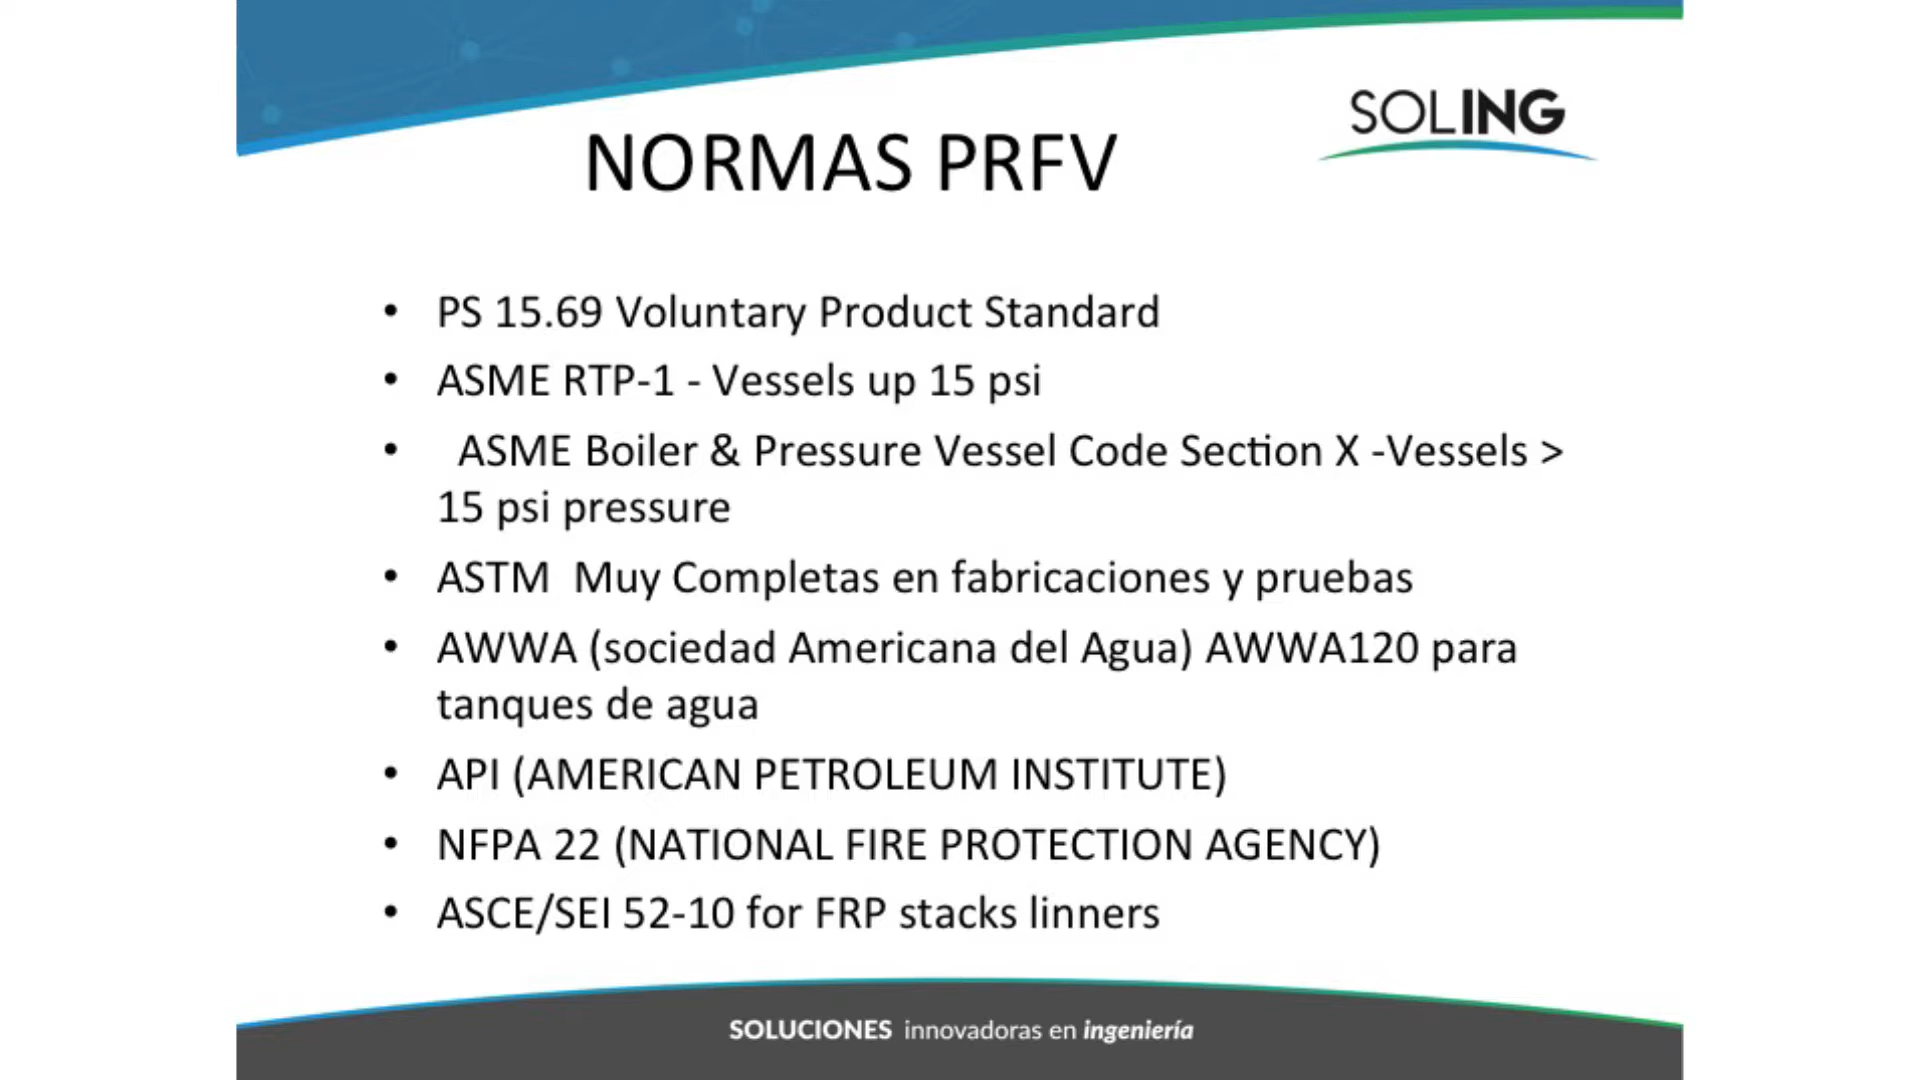 SOLING
NORMAS PRFV
• PS 15.69 Voluntary Product Standard
• ASME RTP-1 - Vessels up 15 psi
• ASME Boiler & Pressure Vessel Code Section X -Vessels >
15 psi pressure
• ASTM Muy Completas en fabricaciones y pruebas
• AWWA (sociedad Americana del Agua) AWWA120 para
tanques de agua
• API (AMERICAN PETROLEUM INSTITUTE)
• NFPA 22 (NATIONAL FIRE PROTECTION AGENCY)
• ASCE/SEI 52-10 for FRP stacks linners
SOLUCIONES innovadoras en ingeniería